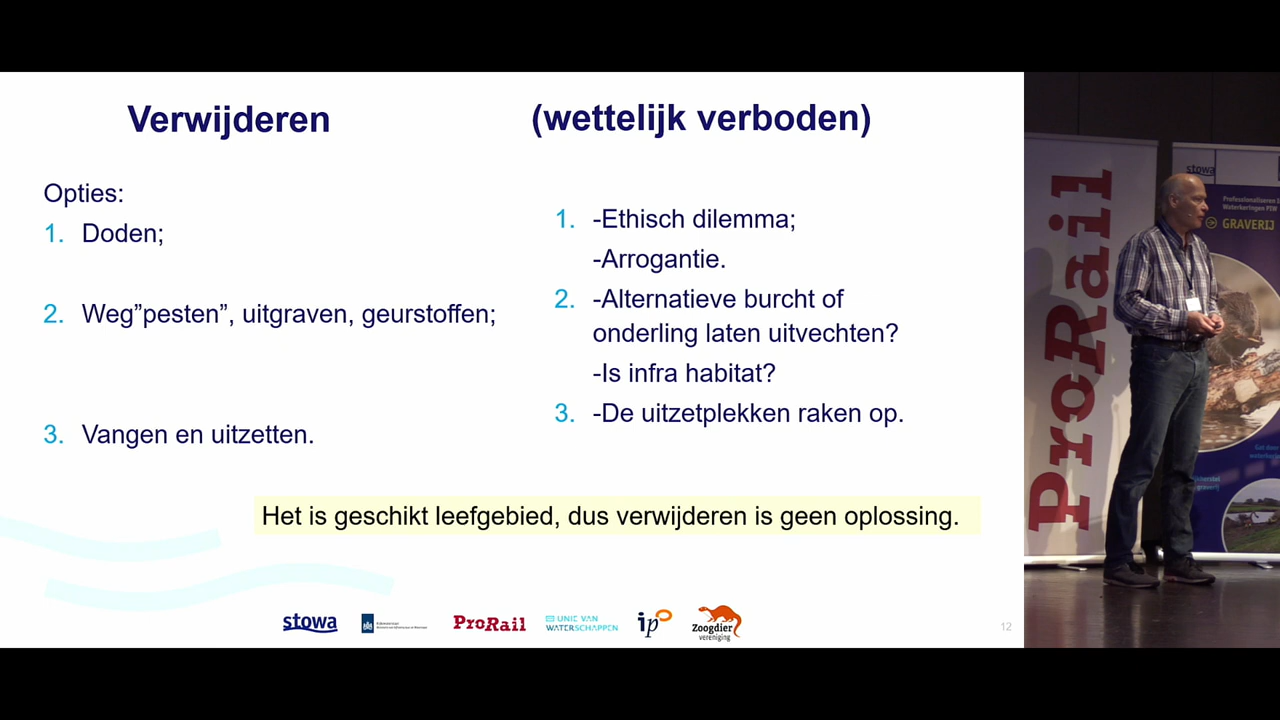 Verwijderen
(wettelijk verboden)
Opties:
1. Doden;
2. Weg”pesten”, uitgraven, geurstoffen;
3. Vangen en uitzetten.
1. -Ethisch dilemma;
-Arrogantie.
2. -Alternatieve burcht of
onderling laten uitvechten?
-Is infra habitat?
3. -De uitzetplekken raken op.
Het is geschikt leefgebied, dus verwijderen is geen oplossing.
stowa
ProRail
UNIE VAN
WATERSCHAPPEN
ip
Zoogdier
vereniging
12
ProRail
stowa
GRAVERIJ